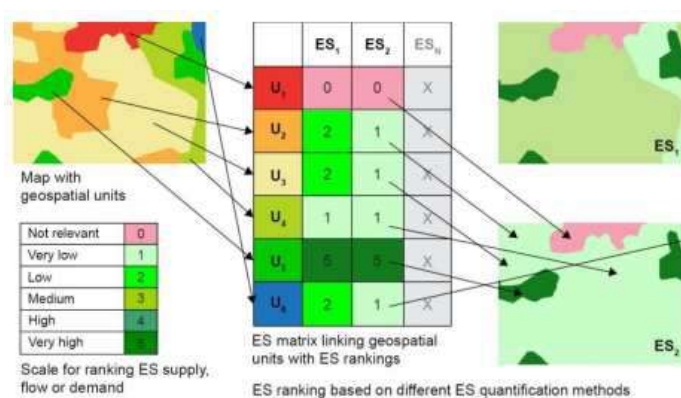 ES1 ES2 ESN
U1 0 0 X
U2 2 1 X
U3 2 1 X
U4 1 1 X
U5 5 5 X
U6 2 1 X
Map with
geospatial units
Not relevant 0
Very low 1
Low 2
Medium 3
High 4
Very high 5
Scale for ranking ES supply,
flow or demand
ES matrix linking geospatial
units with ES rankings
ES ranking based on different ES quantification methods
ES1
ES2